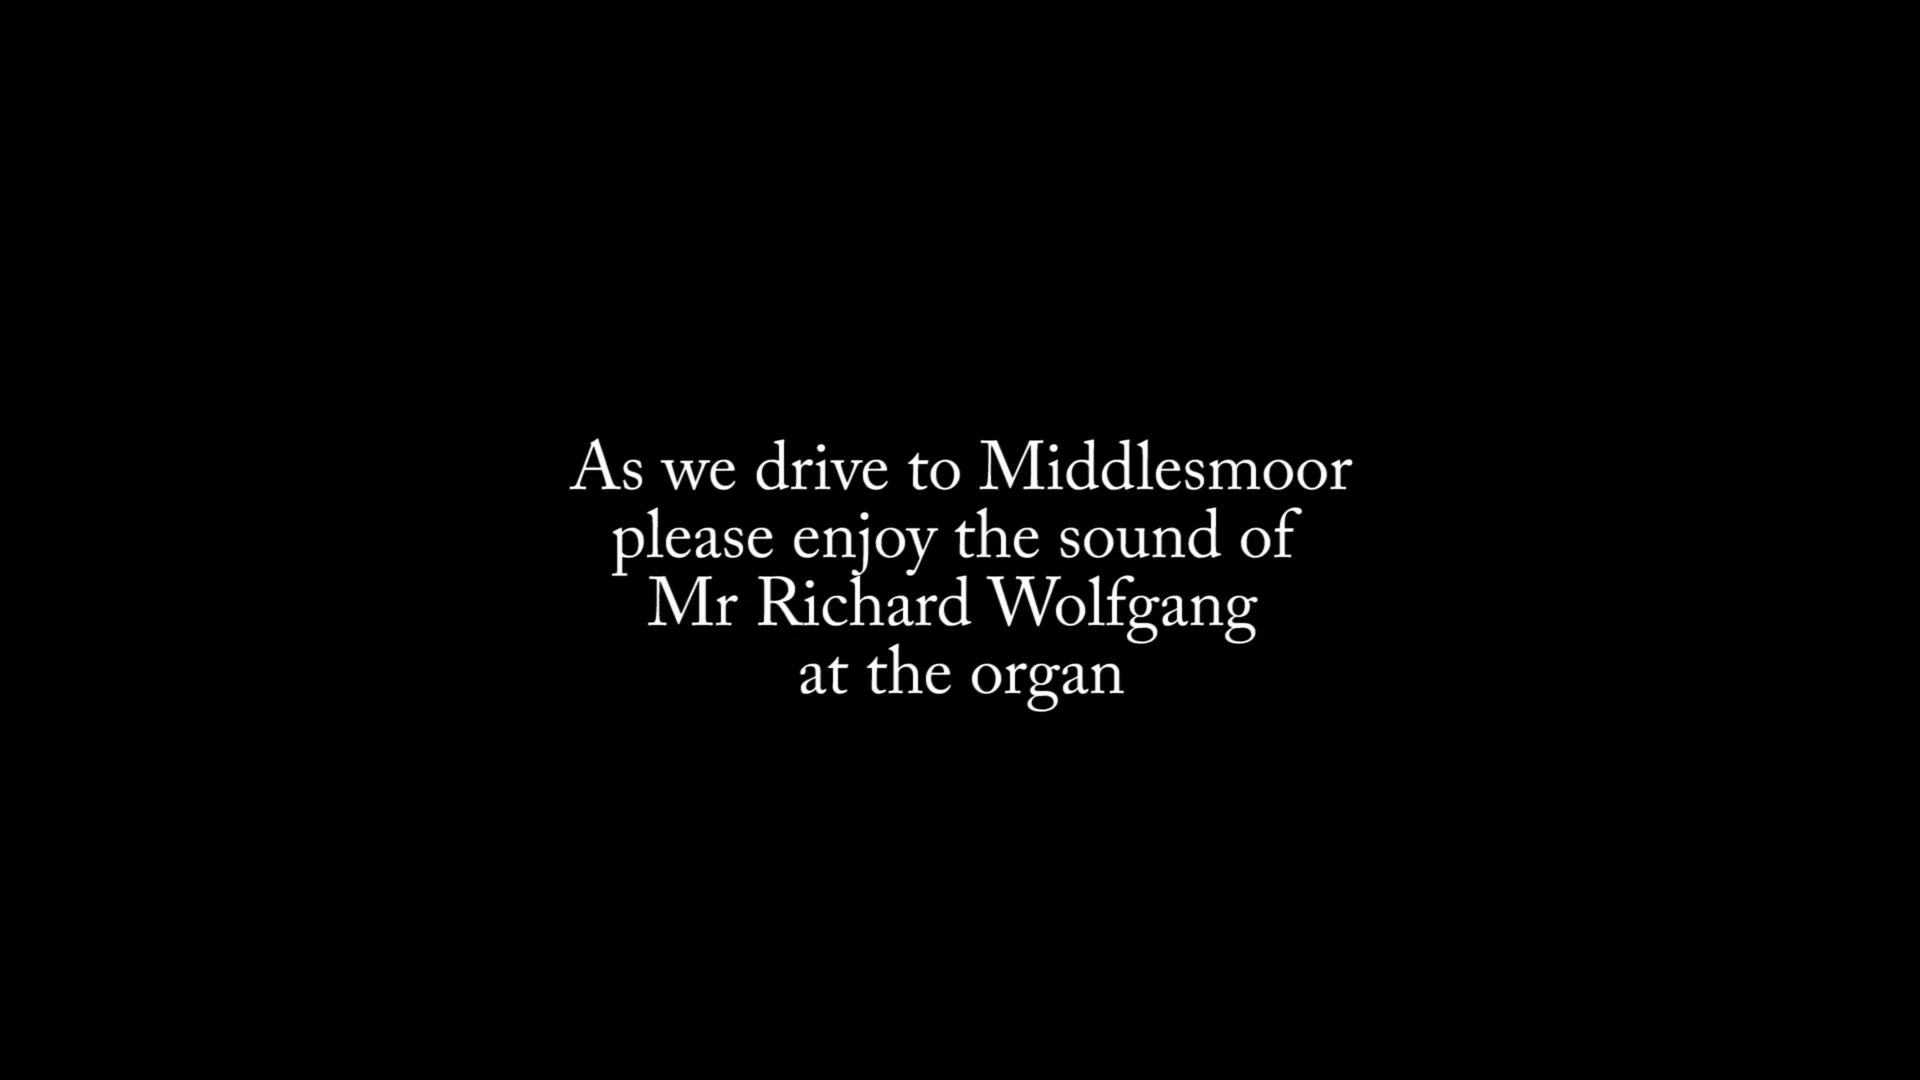 As we drive to Middlesmoor
please enjoy the sound of
Mr Richard Wolfgang
at the organ